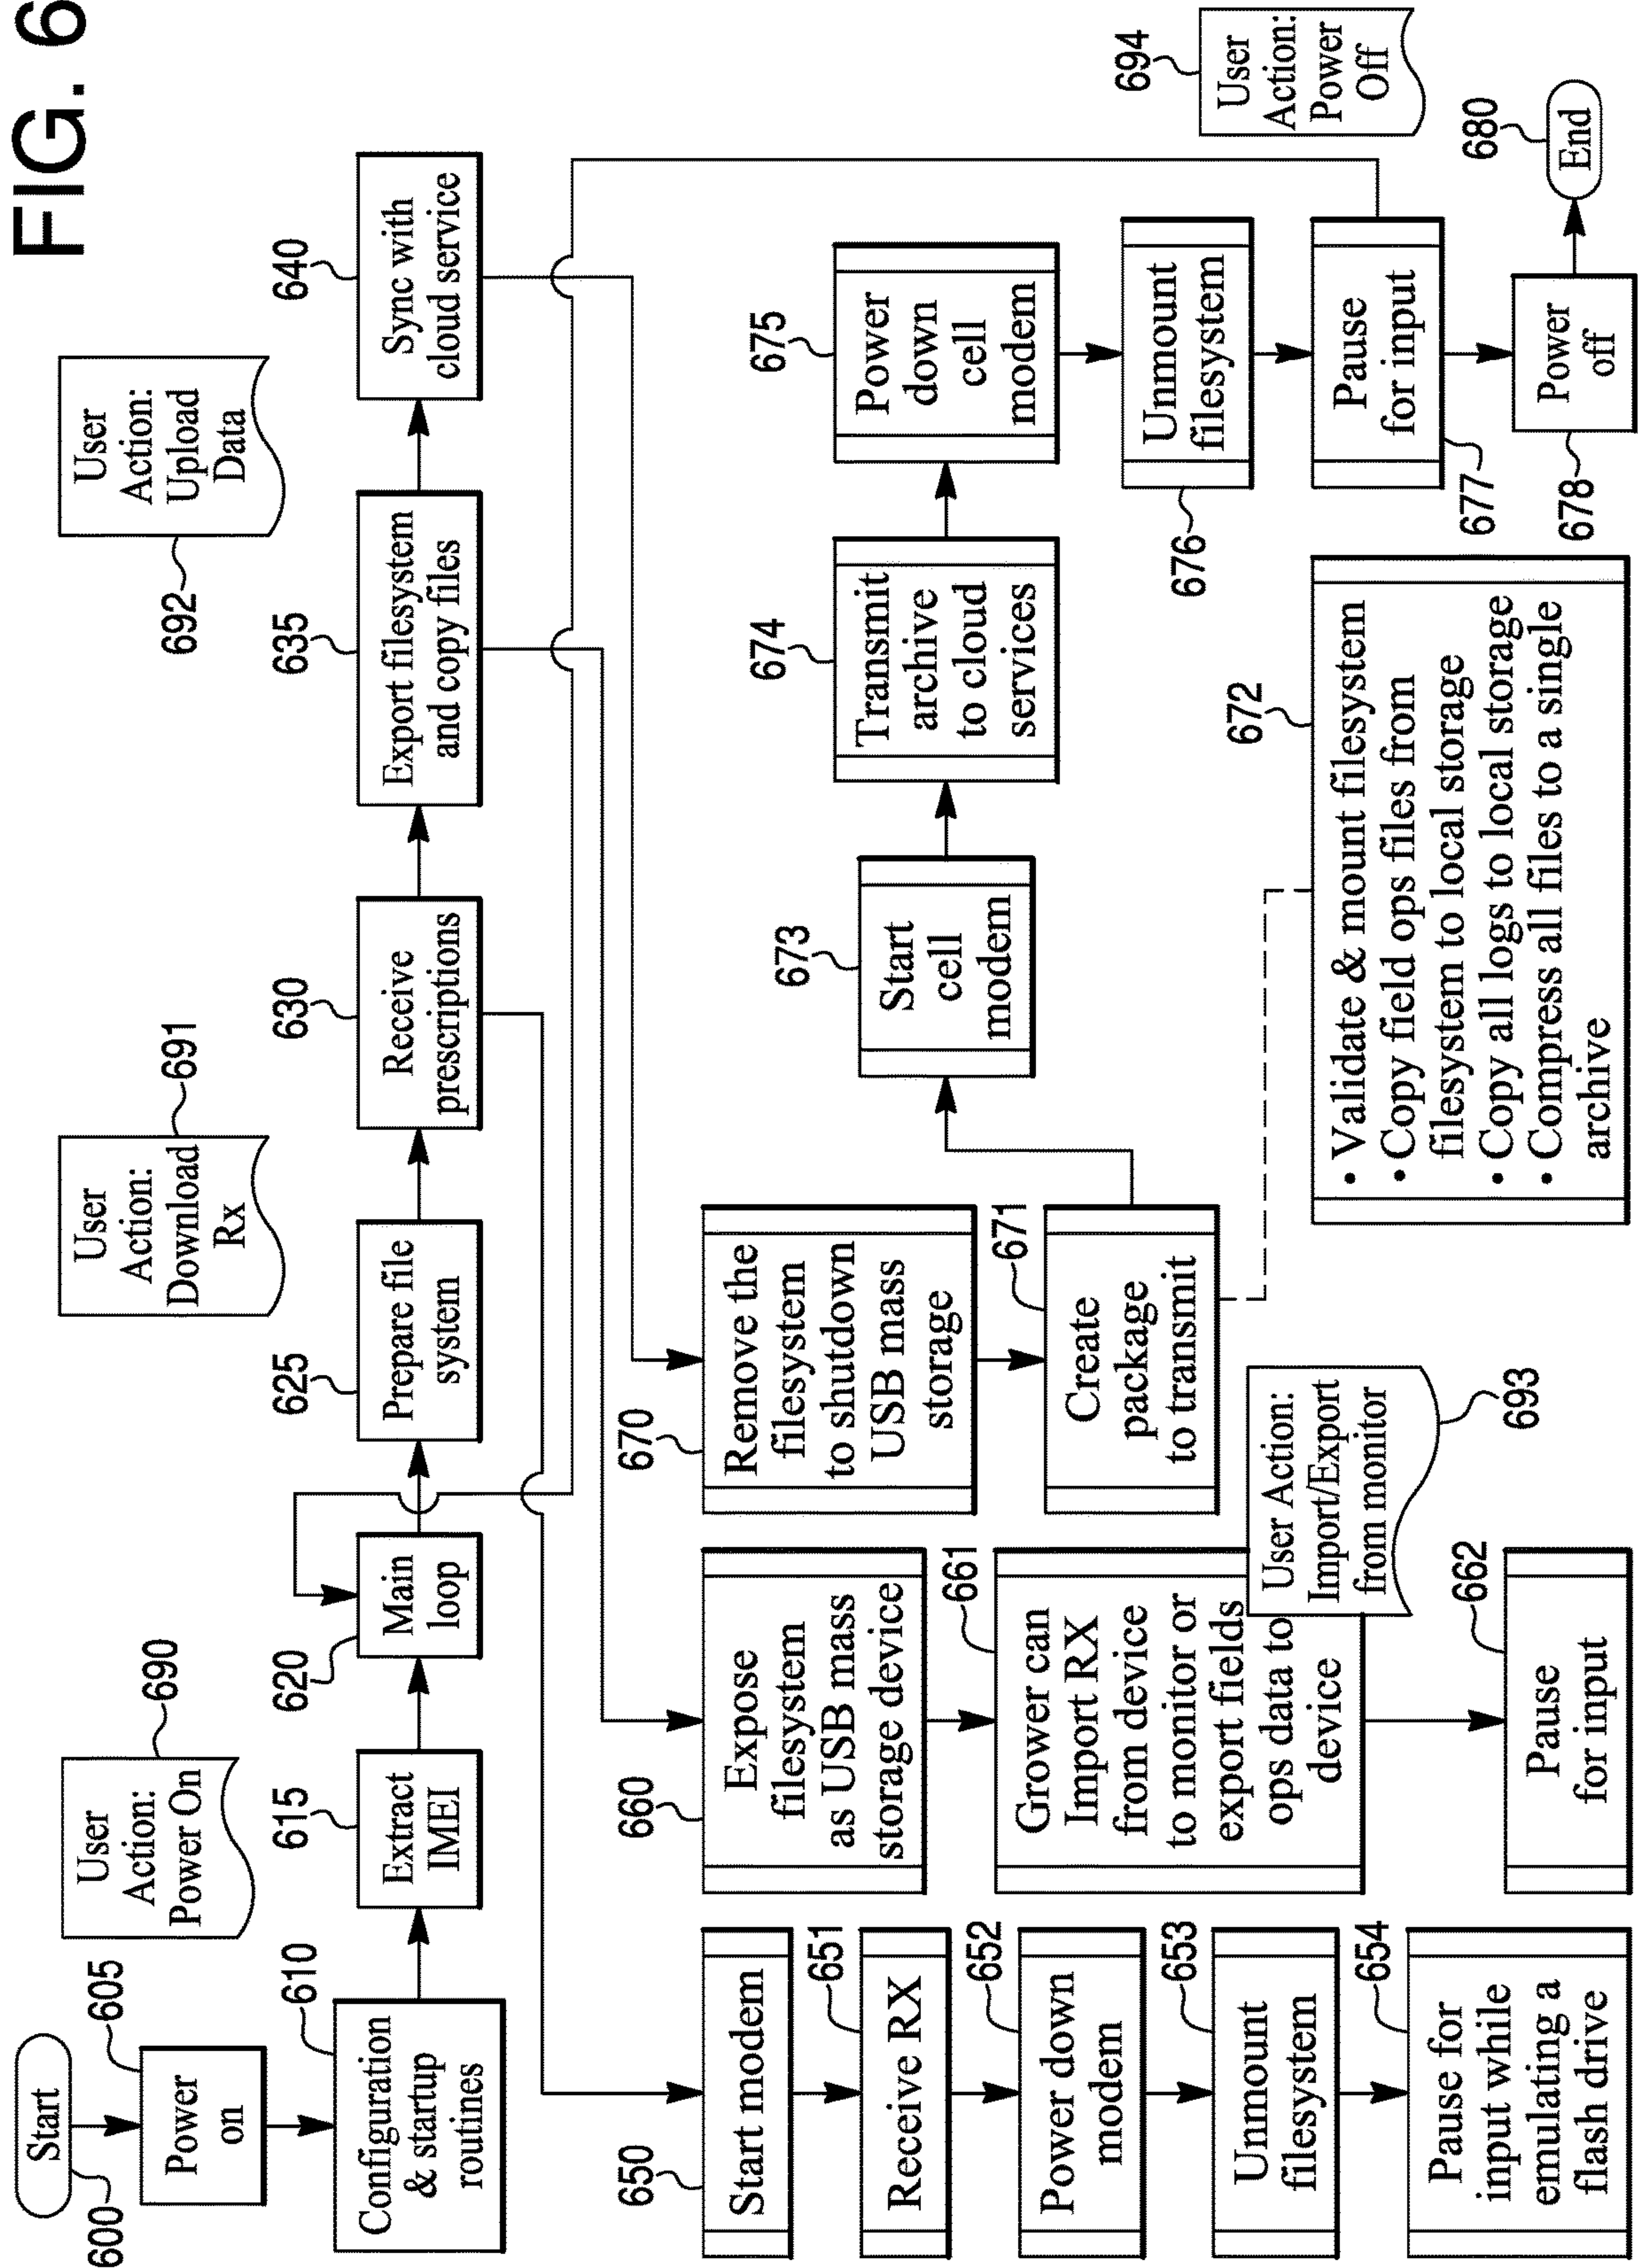 FIG. 6
Start
600
Power
on
605
Configuration
& startup
routines
610
User
Action:
Power On
690
Extract
IMEI
615
Main
loop
620
Prepare file
system
625
User
Action:
Download
Rx
691
Receive
prescriptions
630
Export filesystem
and copy files
635
User
Action:
Upload
Data
692
Sync with
cloud service
640
Start modem
650
Receive RX
651
Power down
modem
652
Unmount
filesystem
653
Pause for
input while
emulating a
flash drive
654
Expose
filesystem
as USB mass
storage device
660
Grower can
Import RX
from device
to monitor or
export fields
ops data to
device
661
User Action:
Import/Export
from monitor
693
Pause
for input
662
Remove the
filesystem
to shutdown
USB mass
storage
670
Create
package
to transmit
671
• Validate & mount filesystem
• Copy field ops files from
filesystem to local storage
• Copy all logs to local storage
• Compress all files to a single
archive
672
Start
cell
modem
673
Transmit
archive
to cloud
services
674
Power
down
cell
modem
675
Unmount
filesystem
676
Pause
for input
677
Power
off
678
End
680
User
Action:
Power
Off
694